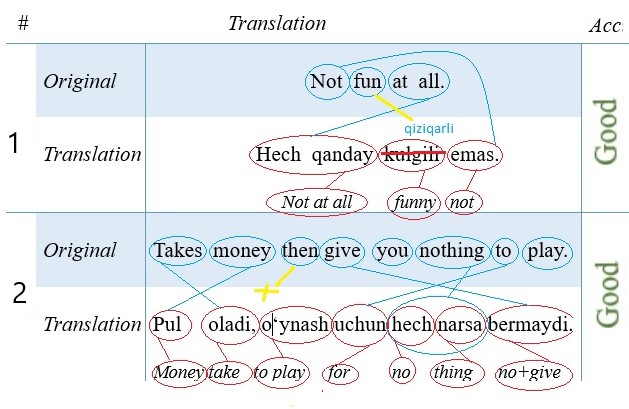 # Translation Acc.
Original Not fun at all.
qiziqarli
1 Good
Translation Hech qanday kulgili emas.
Not at all funny not
Original Takes money then give you nothing to play.
2 Good
Translation Pul oladi, o'ynash uchun hech narsa bermaydi.
Money take to play for no thing no+give